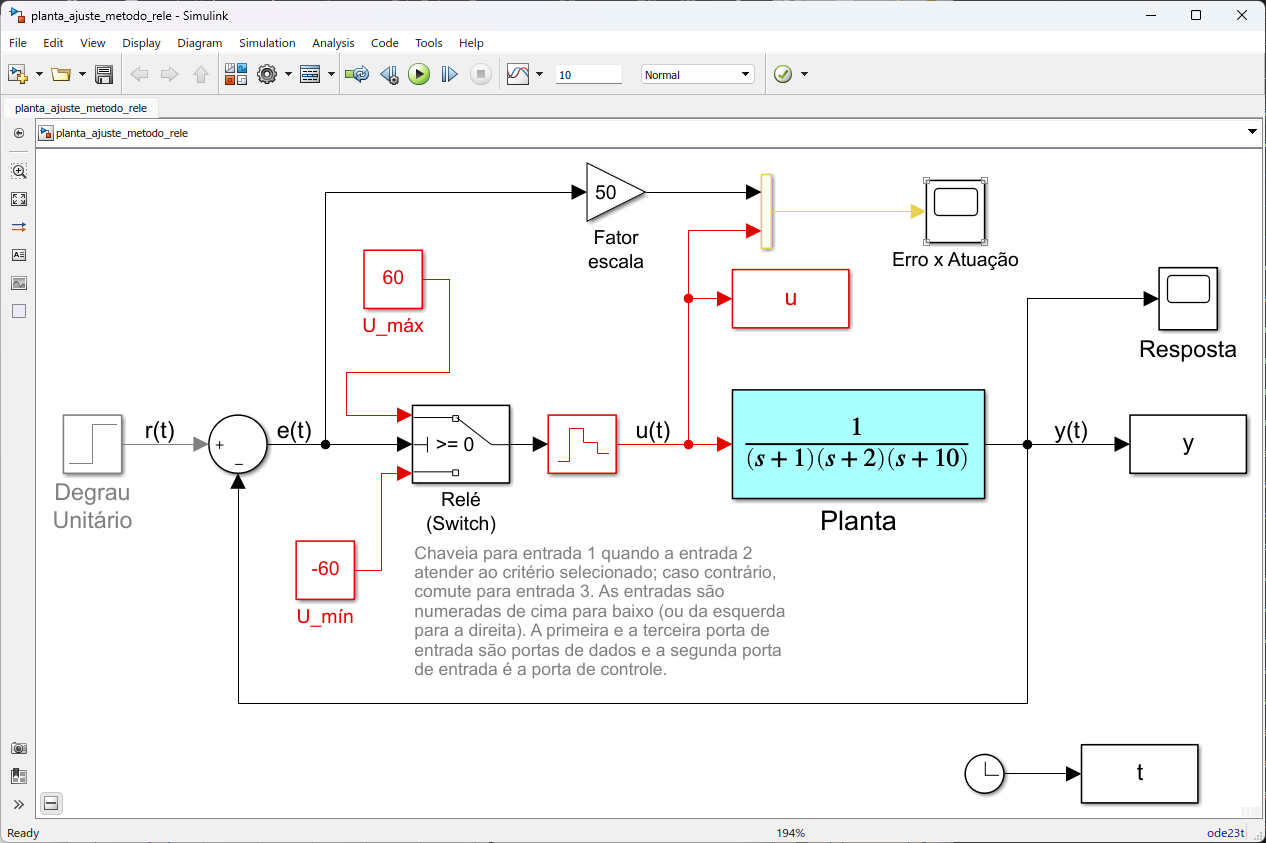 planta_ajuste_metodo_rele - Simulink
File Edit View Display Diagram Simulation Analysis Code Tools Help
10 Normal
planta_ajuste_metodo_rele
planta_ajuste_metodo_rele
50
Fator
escala
Erro x Atuação
60
U_máx
u
Resposta
r(t)
Degrau
Unitário
+
−
e(t)
>= 0
Relé
(Switch)
u(t)
1
(s+1)(s+2)(s+10)
Planta
y(t)
y
-60
U_mín
Chaveia para entrada 1 quando a entrada 2
atender ao critério selecionado; caso contrário,
comute para entrada 3. As entradas são
numeradas de cima para baixo (ou da esquerda
para a direita). A primeira e a terceira porta de
entrada são portas de dados e a segunda porta
de entrada é a porta de controle.
t
Ready 194% ode23t